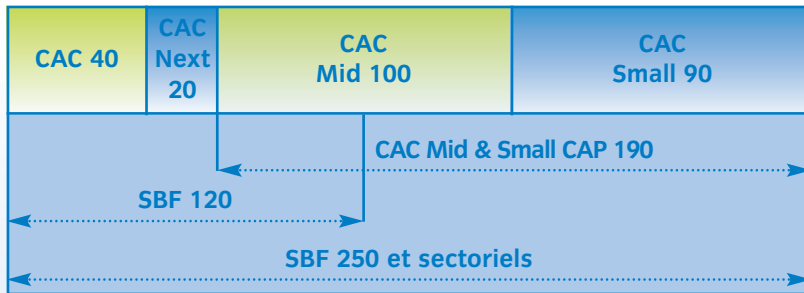 CAC 40
CAC
Next
20
CAC
Mid 100
CAC
Small 90
CAC Mid & Small CAP 190
SBF 120
SBF 250 et sectoriels